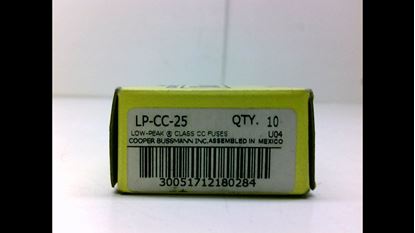 LP-CC-25 QTY. 10
LOW-PEAK ® CLASS CC FUSES U04
COOPER BUSSMANN INC. ASSEMBLED IN MEXICO
30051712180284